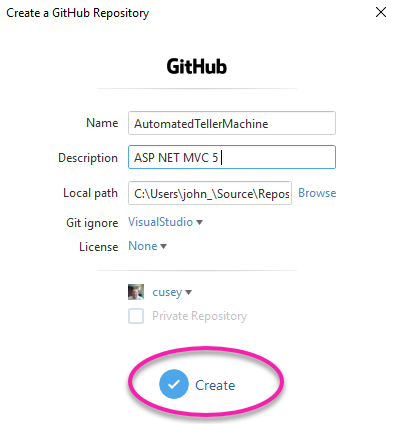 Create a GitHub Repository
GitHub
Name AutomatedTellerMachine
Description ASP NET MVC 5
Local path C:\Users\john_\Source\Repos Browse
Git ignore VisualStudio
License None
cusey
Private Repository
Create